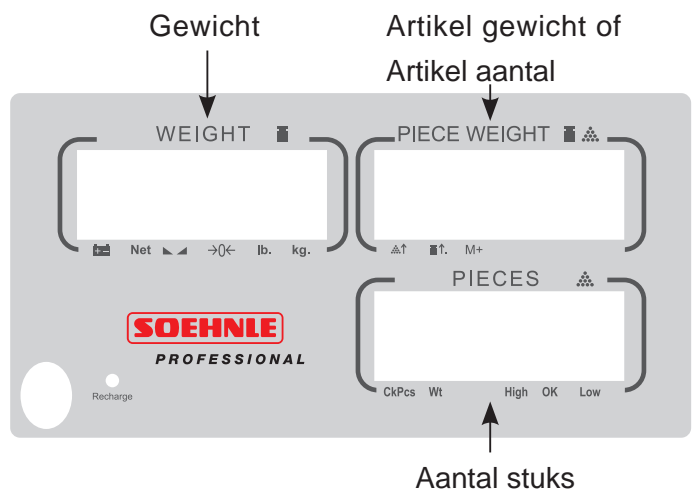 Gewicht
Artikel gewicht of
Artikel aantal
WEIGHT
PIECE WEIGHT
Net →0← lb. kg.
M+
PIECES
SOEHNLE
PROFESSIONAL
Recharge
CkPcs Wt High OK Low
Aantal stuks